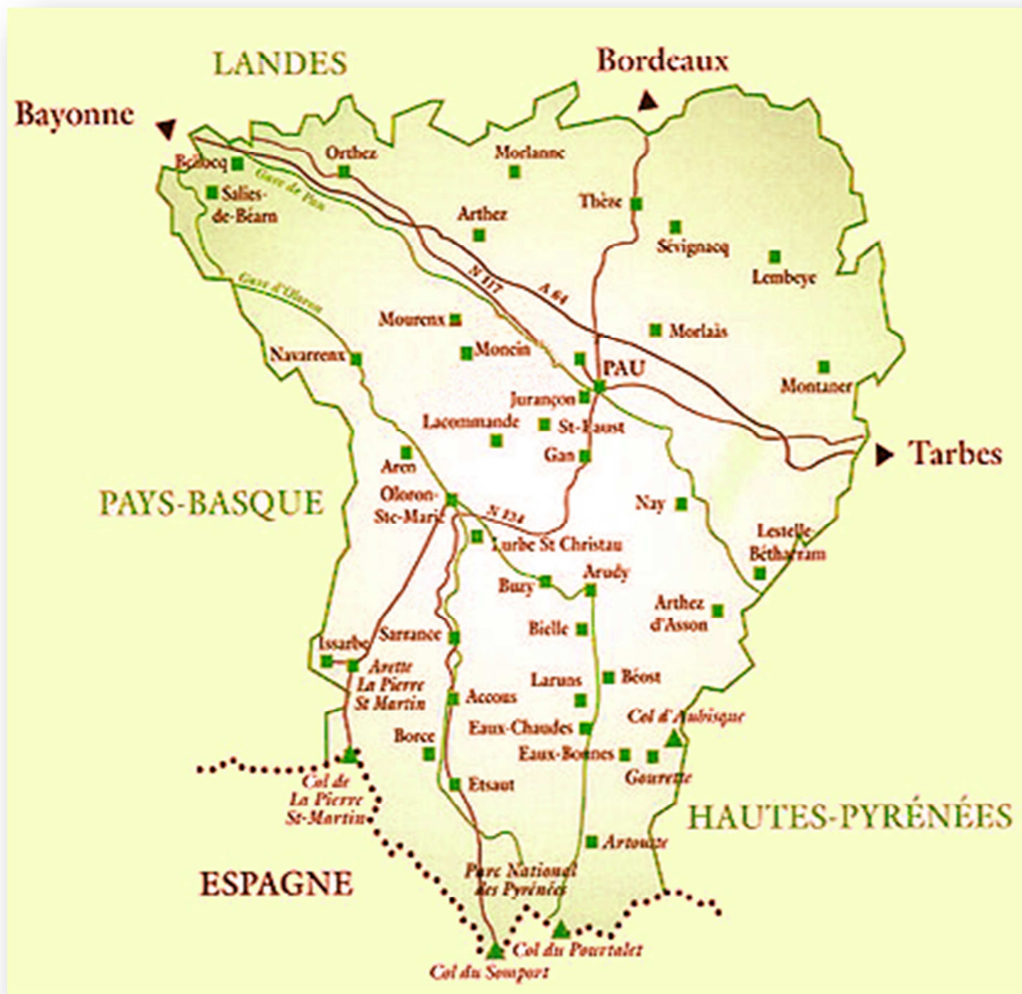 LANDES
Bordeaux
Bayonne
Bellocq
Orthez
Morlanne
Gave de Pau
Salies-
de-Béarn
Thèze
Arthez
Sévignacq
Lembeye
N 117
A 64
Gave d'Oloron
Mourenx
Morlaàs
Navarrenx
Monein
PAU
Montaner
Jurançon
Lacommande
St-Faust
Gan
Tarbes
Aren
PAYS-BASQUE
Oloron-
Ste-Marie
N 134
Nay
Lurbe St Christau
Lestelle-
Bétharram
Buzy
Arudy
Arthez
d'Asson
Issarbe
Sarrance
Bielle
Arette
La Pierre
St Martin
Laruns
Béost
Accous
Col d'Aubisque
Eaux-Chaudes
Borce
Eaux-Bonnes
Gourette
Col de
La Pierre
St-Martin
Etsaut
HAUTES-PYRÉNÉES
Artouste
ESPAGNE
Parc National
des Pyrénées
Col du Pourtalet
Col du Somport